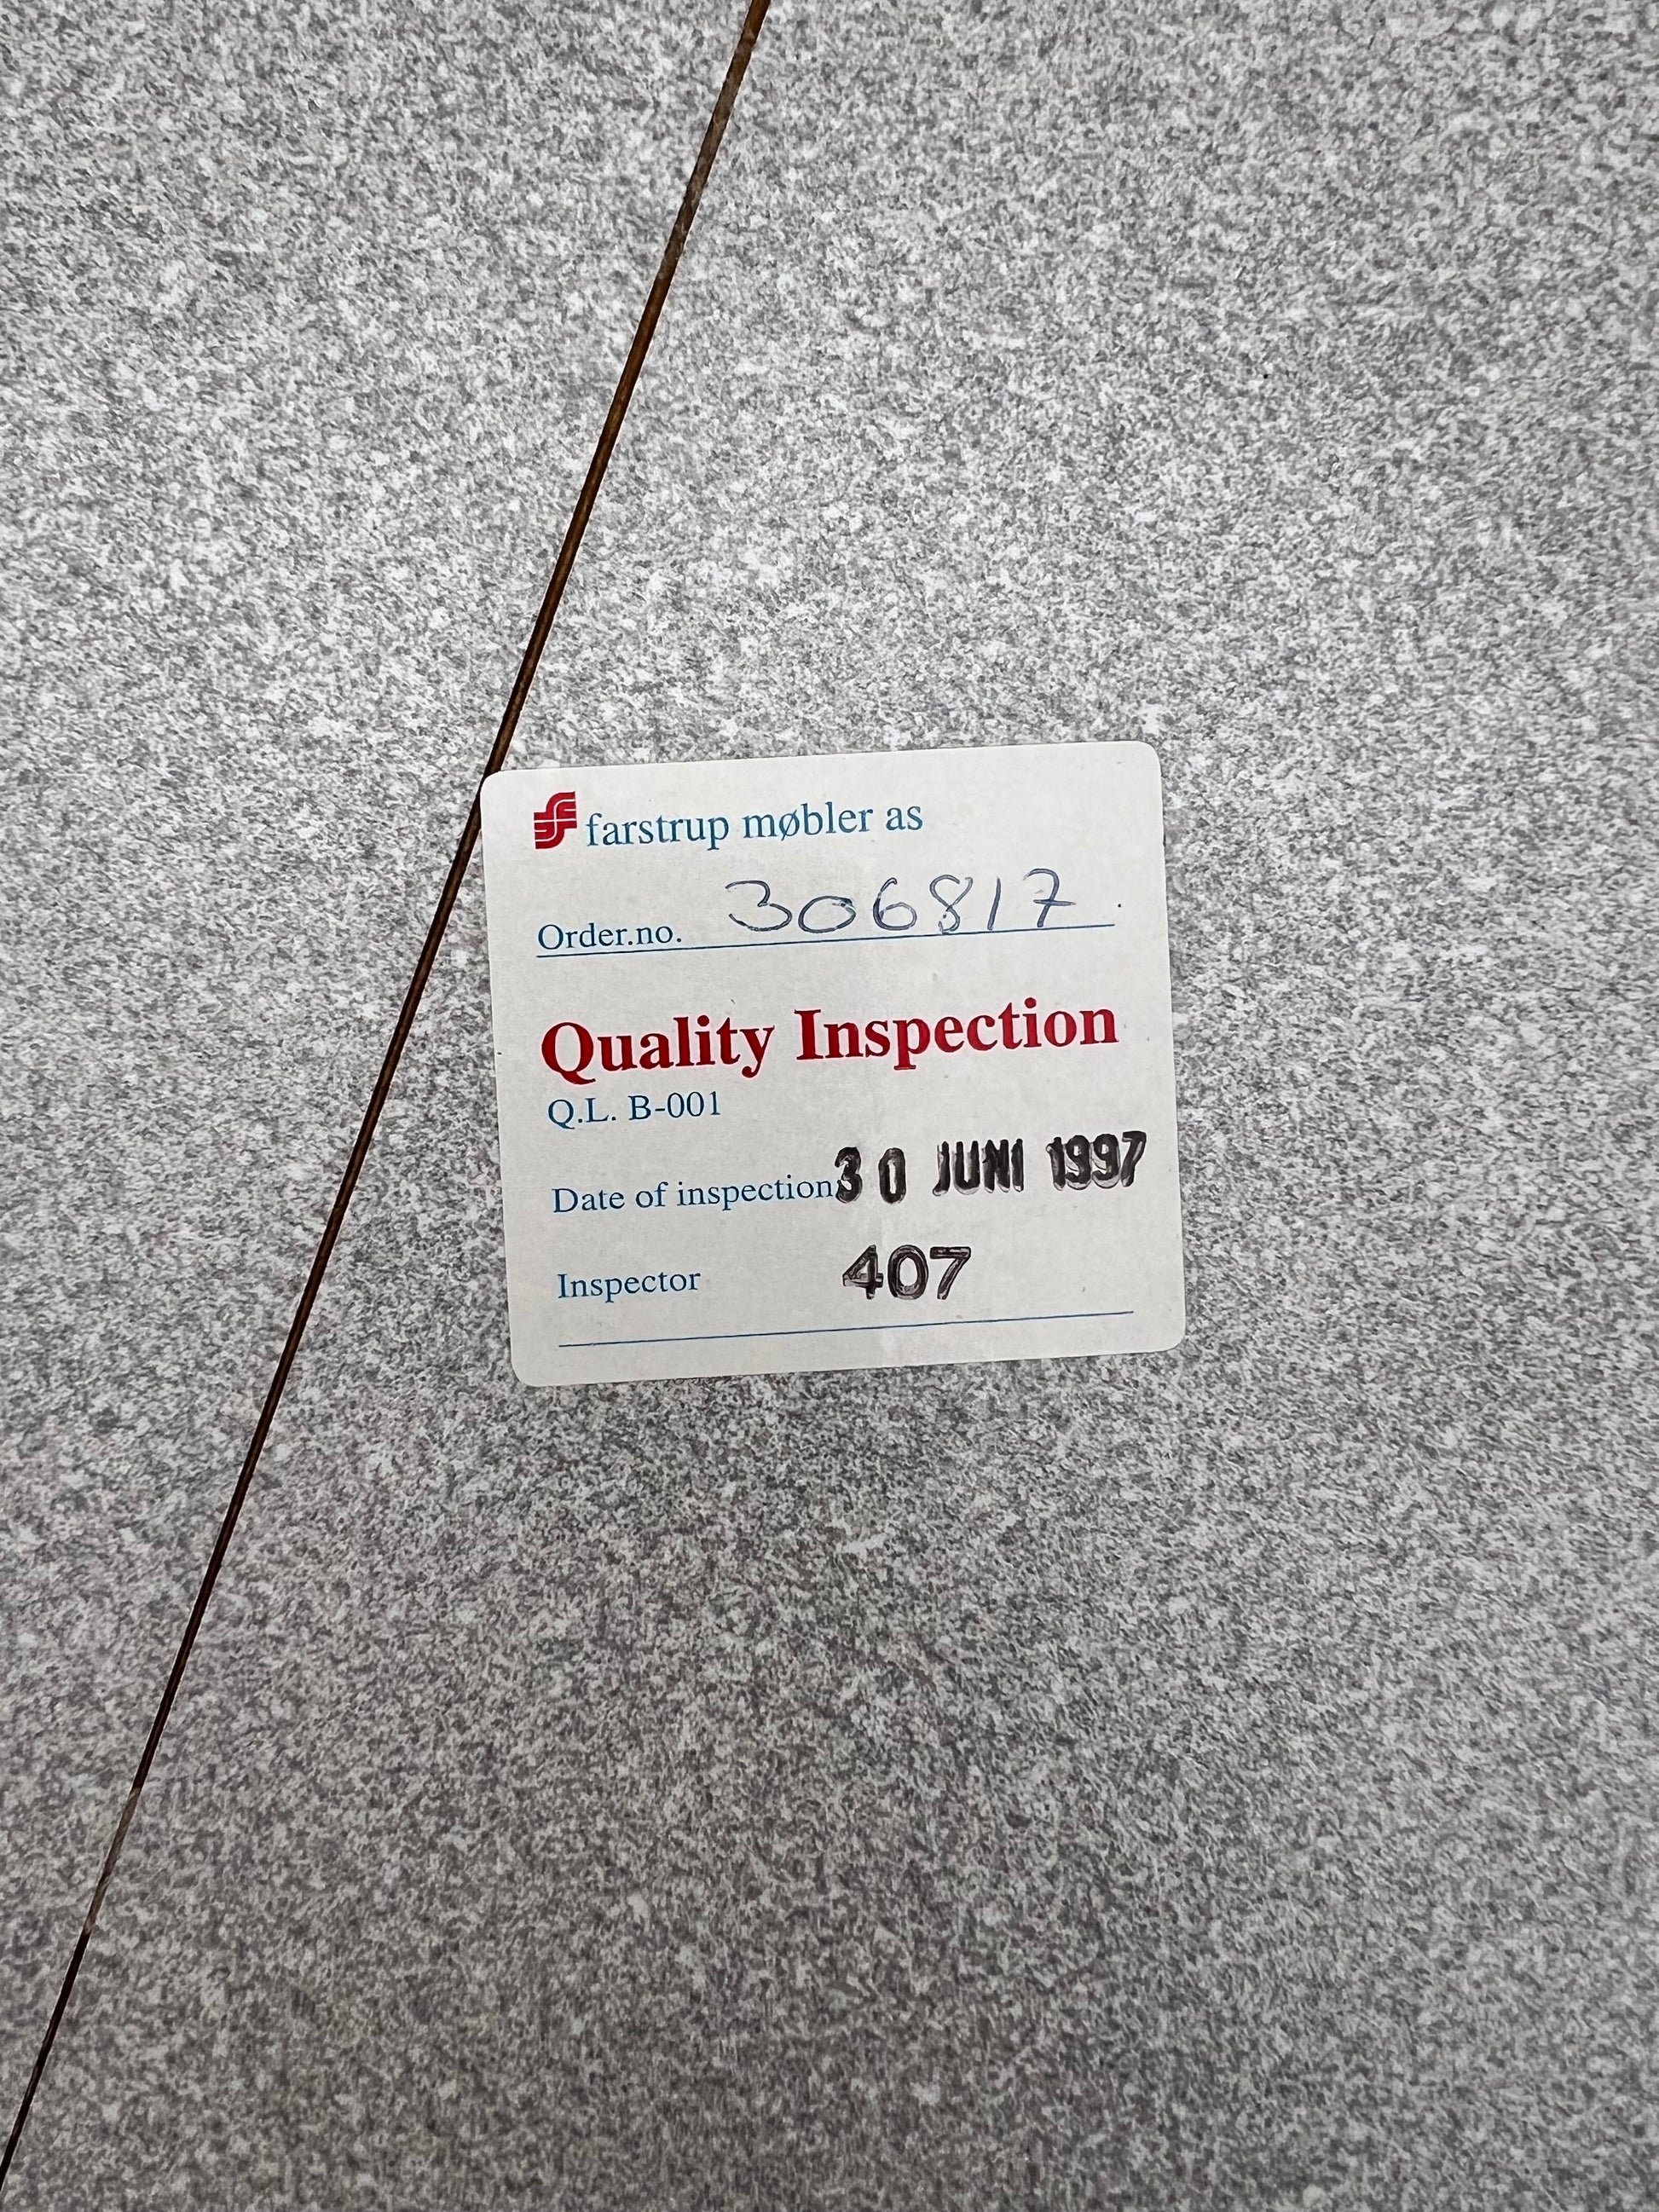 farstrup møbler as
Order.no. 306817
Quality Inspection
Q.L. B-001
Date of inspection 30 JUNI 1997
Inspector 407